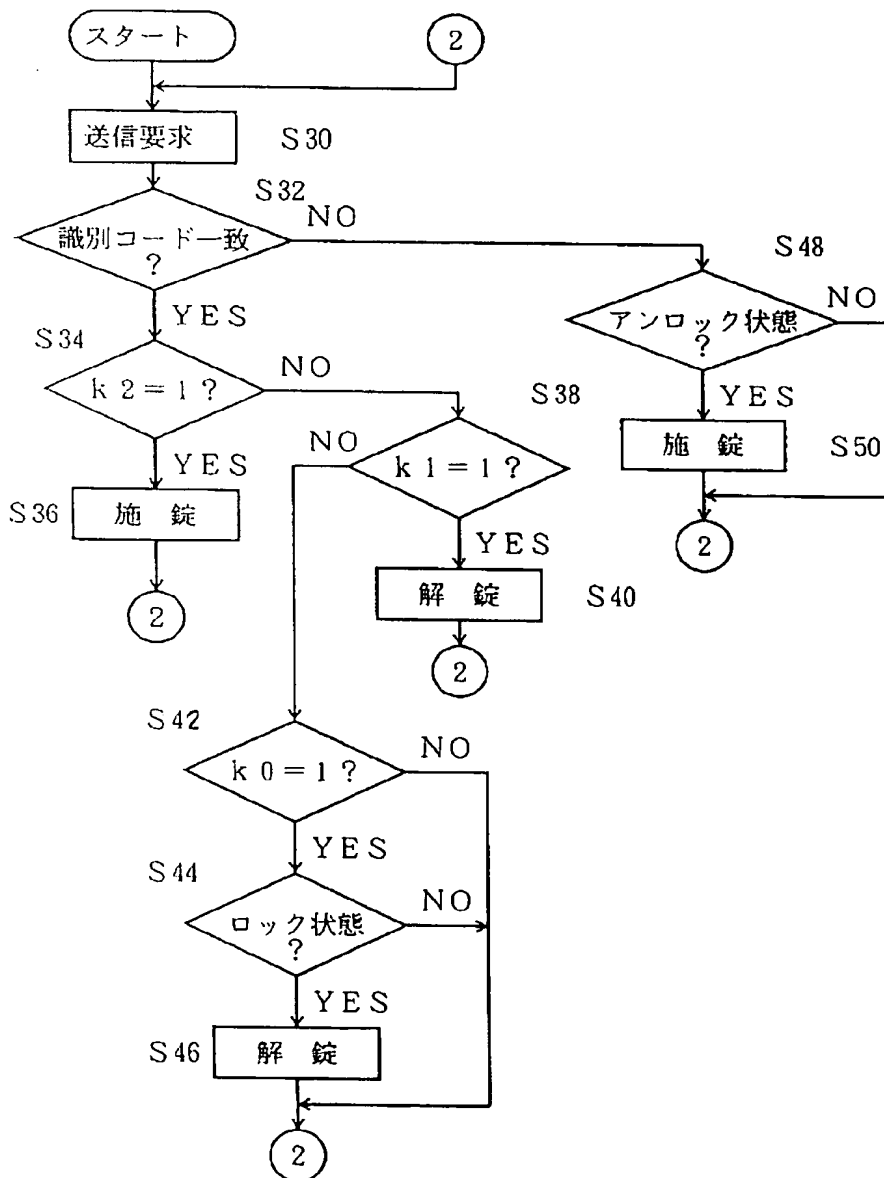 スタート
2
送信要求
S30
S32
識別コード一致
?
NO
YES
S48
アンロック状態
?
NO
YES
施 錠
S50
2
S34
k2=1?
NO
YES
S36
施 錠
2
S38
k1=1?
NO
YES
解 錠
S40
2
S42
k0=1?
NO
YES
S44
ロック状態
?
NO
YES
S46
解 錠
2